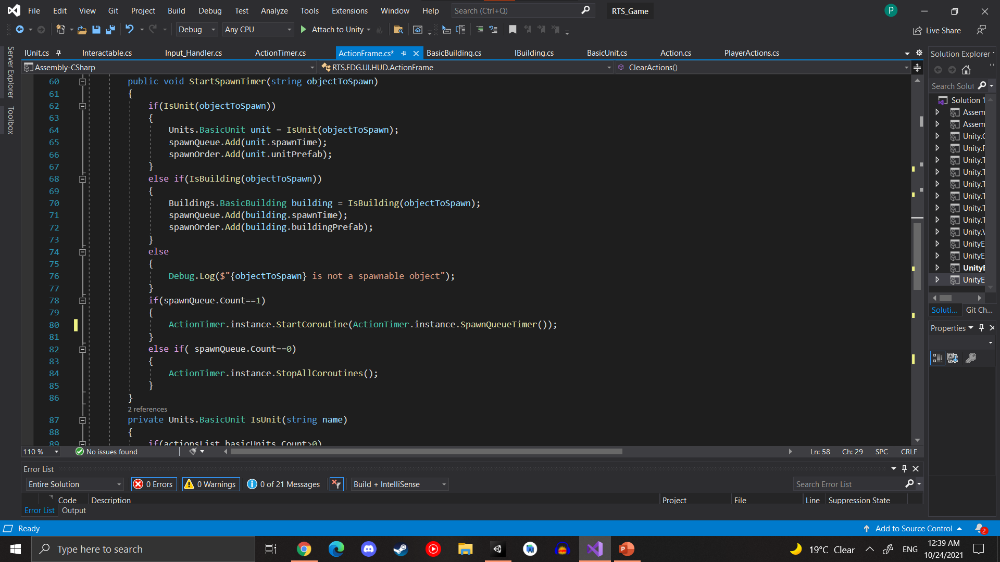 File Edit View Git Project Build Debug Test Analyze Tools Extensions Window Help Search (Ctrl+Q) RTS_Game P
Debug Any CPU Attach to Unity Live Share
IUnit.cs Interactable.cs Input_Handler.cs ActionTimer.cs ActionFrame.cs* BasicBuilding.cs IBuilding.cs BasicUnit.cs Action.cs PlayerActions.cs
Assembly-CSharp RTS.FDG.UI.HUD.ActionFrame ClearActions()
Server Explorer
Toolbox
60 public void StartSpawnTimer(string objectToSpawn)
61 {
62 if(IsUnit(objectToSpawn))
63 {
64 Units.BasicUnit unit = IsUnit(objectToSpawn);
65 spawnQueue.Add(unit.spawnTime);
66 spawnOrder.Add(unit.unitPrefab);
67 }
68 else if(IsBuilding(objectToSpawn))
69 {
70 Buildings.BasicBuilding building = IsBuilding(objectToSpawn);
71 spawnQueue.Add(building.spawnTime);
72 spawnOrder.Add(building.buildingPrefab);
73 }
74 else
75 {
76 Debug.Log($"{objectToSpawn} is not a spawnable object");
77 }
78 if(spawnQueue.Count==1)
79 {
80 ActionTimer.instance.StartCoroutine(ActionTimer.instance.SpawnQueueTimer());
81 }
82 else if( spawnQueue.Count==0)
83 {
84 ActionTimer.instance.StopAllCoroutines();
85 }
86 }
2 references
87 private Units.BasicUnit IsUnit(string name)
88 {
89 if(actionsList.basicUnits.Count>0)
110 % No issues found Ln: 58 Ch: 29 SPC CRLF
Solution Explorer
Search Solut
Solution '
Assem
Assem
Unity.
Unity.F
Unity.T
Unity.T
Unity.T
Unity.T
Unity.T
Unity.T
Unity.V
UnityE
UnityE
UnityE
UnityE
Soluti... Git Ch...
Properties
Error List
Entire Solution 0 Errors 0 Warnings 0 of 21 Messages Build + IntelliSense Search Error List
Code Description Project File Line Suppression State
Error List Output
Ready Add to Source Control 2
Type here to search 19°C Clear ENG 12:39 AM
10/24/2021